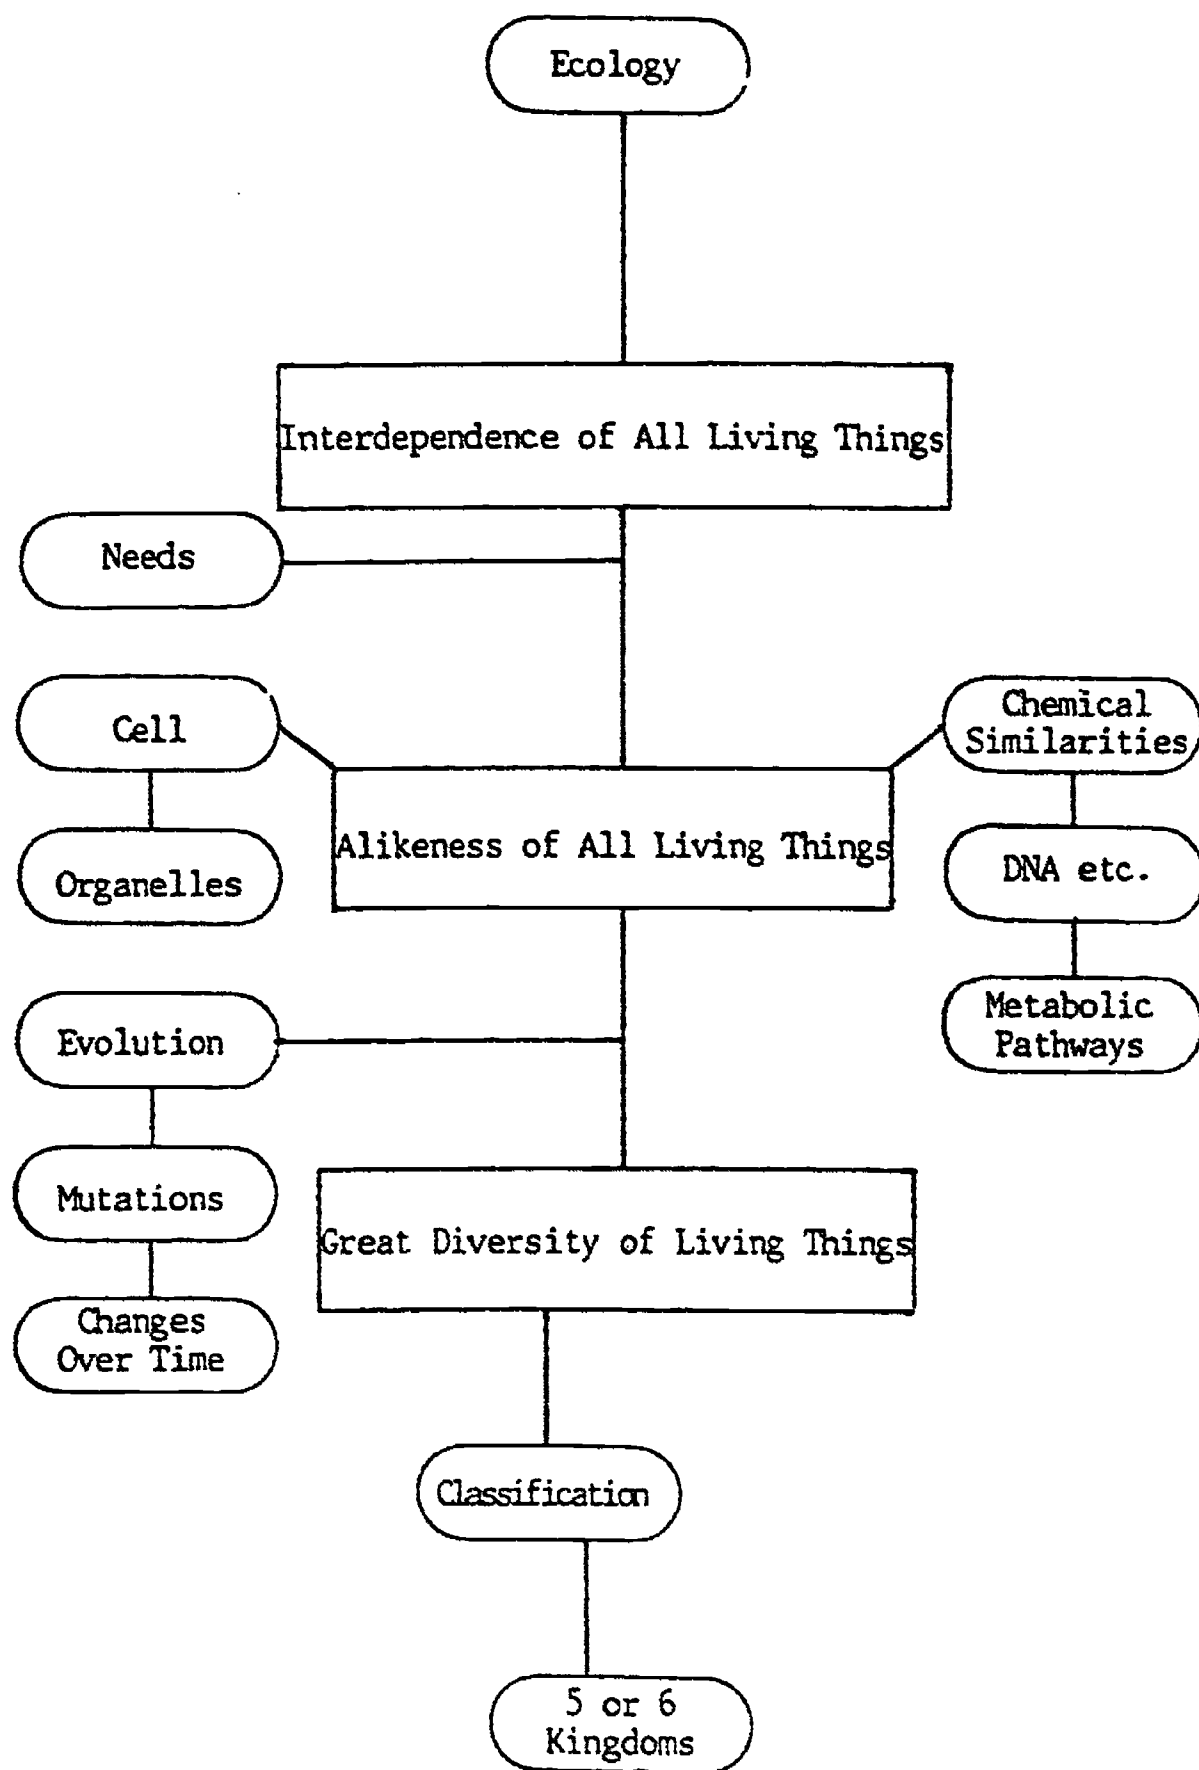 Ecology
Interdependence of All Living Things
Needs
Cell
Chemical
Similarities
Alikeness of All Living Things
Organelles
DNA etc.
Evolution
Metabolic
Pathways
Mutations
Great Diversity of Living Things
Changes
Over Time
Classification
5 or 6
Kingdoms